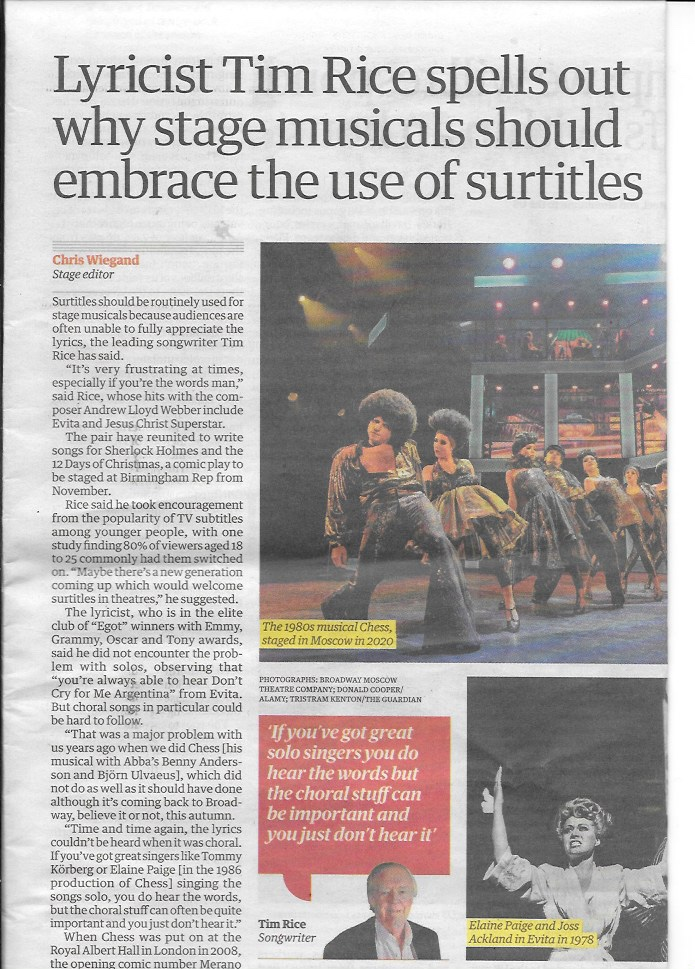 Lyricist Tim Rice spells out
why stage musicals should
embrace the use of surtitles
Chris Wiegand
Stage editor
Surtitles should be routinely used for
stage musicals because audiences are
often unable to fully appreciate the
lyrics, the leading songwriter Tim
Rice has said.
“It’s very frustrating at times,
especially if you’re the words man,”
said Rice, whose hits with the com-
poser Andrew Lloyd Webber include
Evita and Jesus Christ Superstar.
The pair have reunited to write
songs for Sherlock Holmes and the
12 Days of Christmas, a comic play to
be staged at Birmingham Rep from
November.
Rice said he took encouragement
from the popularity of TV subtitles
among younger people, with one
study finding 80% of viewers aged 18
to 25 commonly had them switched
on. “Maybe there’s a new generation
coming up which would welcome
surtitles in theatres,” he suggested.
The lyricist, who is in the elite
club of “Egot” winners with Emmy,
Grammy, Oscar and Tony awards,
said he did not encounter the prob-
lem with solos, observing that
“you’re always able to hear Don’t
Cry for Me Argentina” from Evita.
But choral songs in particular could
be hard to follow.
“That was a major problem with
us years ago when we did Chess [his
musical with Abba’s Benny Anders-
son and Björn Ulvaeus], which did
not do as well as it should have done
although it’s coming back to Broad-
way, believe it or not, this autumn.
“Time and time again, the lyrics
couldn’t be heard when it was choral.
If you’ve got great singers like Tommy
Körberg or Elaine Paige [in the 1986
production of Chess] singing the
songs solo, you do hear the words,
but the choral stuff can often be quite
important and you just don’t hear it.”
When Chess was put on at the
Royal Albert Hall in London in 2008,
the opening comic number Merano
The 1980s musical Chess,
staged in Moscow in 2020
PHOTOGRAPHS: BROADWAY MOSCOW
THEATRE COMPANY; DONALD COOPER/
ALAMY; TRISTRAM KENTON/THE GUARDIAN
‘If you’ve got great
solo singers you do
hear the words but
the choral stuff can
be important and
you just don’t hear it’
Tim Rice
Songwriter
Elaine Paige and Joss
Ackland in Evita in 1978